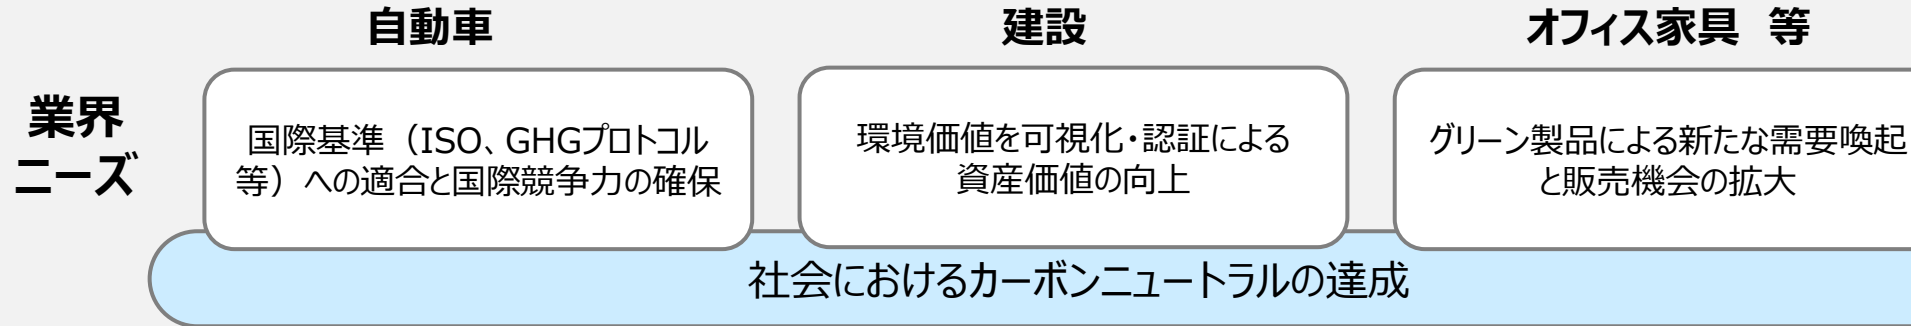 自動車
建設
オフィス家具 等
業界
ニーズ
国際基準（ISO、GHGプロトコル
等）への適合と国際競争力の確保
環境価値を可視化・認証による
資産価値の向上
グリーン製品による新たな需要喚起
と販売機会の拡大
社会におけるカーボンニュートラルの達成